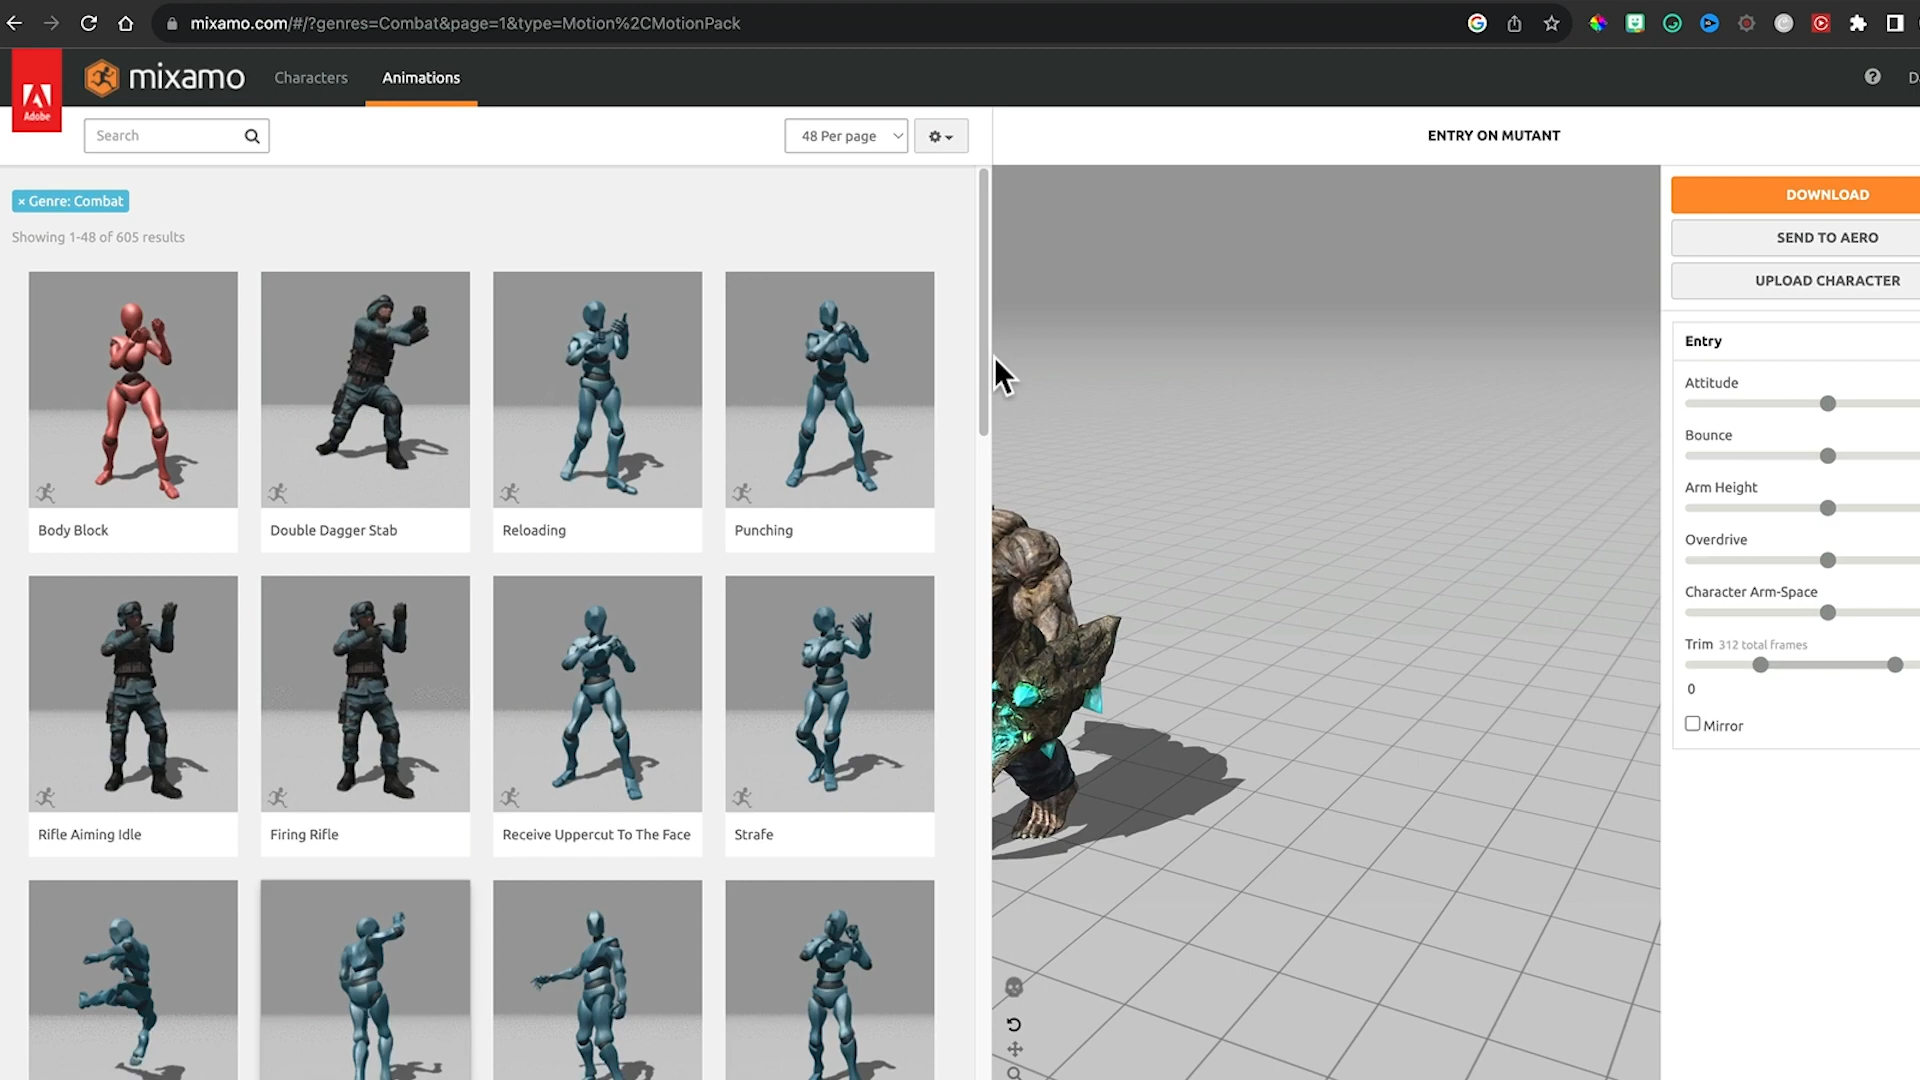 mixamo.com/#/?genres=Combat&page=1&type=Motion%2CMotionPack
Adobe
mixamo
Characters
Animations
Search
48 Per page
ENTRY ON MUTANT
× Genre: Combat
Showing 1-48 of 605 results
DOWNLOAD
SEND TO AERO
UPLOAD CHARACTER
Body Block
Double Dagger Stab
Reloading
Punching
Rifle Aiming Idle
Firing Rifle
Receive Uppercut To The Face
Strafe
Entry
Attitude
Bounce
Arm Height
Overdrive
Character Arm-Space
Trim 312 total frames
0
Mirror